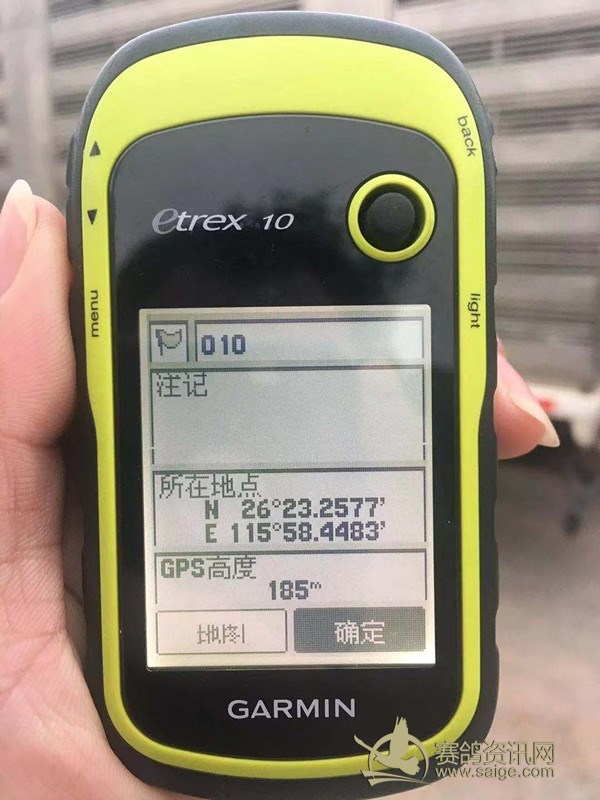 back
etrex 10
menu
light
010
注记
所在地点
N 26°23.2577'
E 115°58.4483'
GPS高度
185m
地图
确定
GARMIN
赛鸽资讯网
www.saige.com